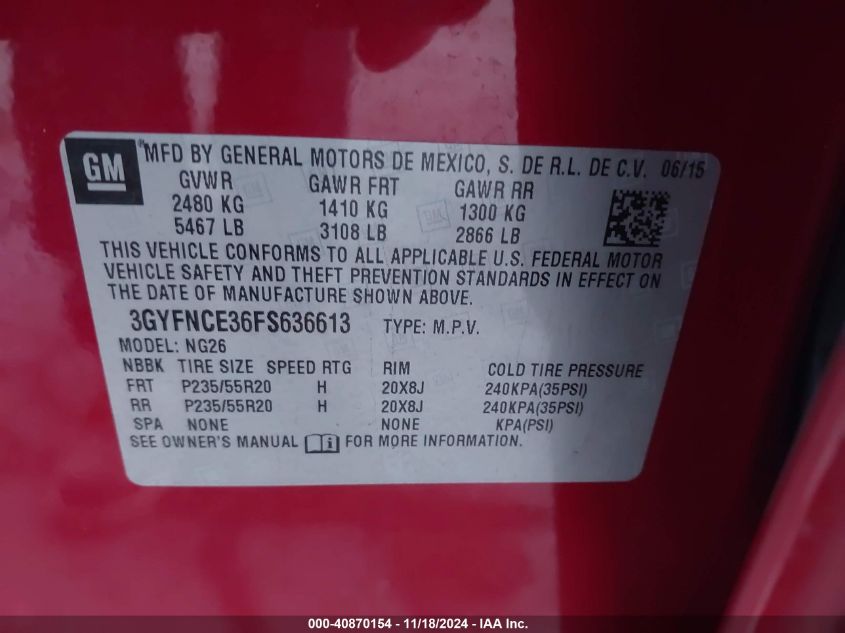 GM ® MFD BY GENERAL MOTORS DE MEXICO, S. DE R.L. DE C.V. 06/15
GVWR GAWR FRT GAWR RR
2480 KG 1410 KG 1300 KG
5467 LB 3108 LB 2866 LB
THIS VEHICLE CONFORMS TO ALL APPLICABLE U.S. FEDERAL MOTOR
VEHICLE SAFETY AND THEFT PREVENTION STANDARDS IN EFFECT ON
THE DATE OF MANUFACTURE SHOWN ABOVE.
3GYFNCE36FS636613 TYPE: M.P.V.
MODEL: NG26
NBBK TIRE SIZE SPEED RTG RIM COLD TIRE PRESSURE
FRT P235/55R20 H 20X8J 240KPA(35PSI)
RR P235/55R20 H 20X8J 240KPA(35PSI)
SPA NONE NONE KPA(PSI)
SEE OWNER'S MANUAL FOR MORE INFORMATION.
000-40870154 - 11/18/2024 - IAA Inc.